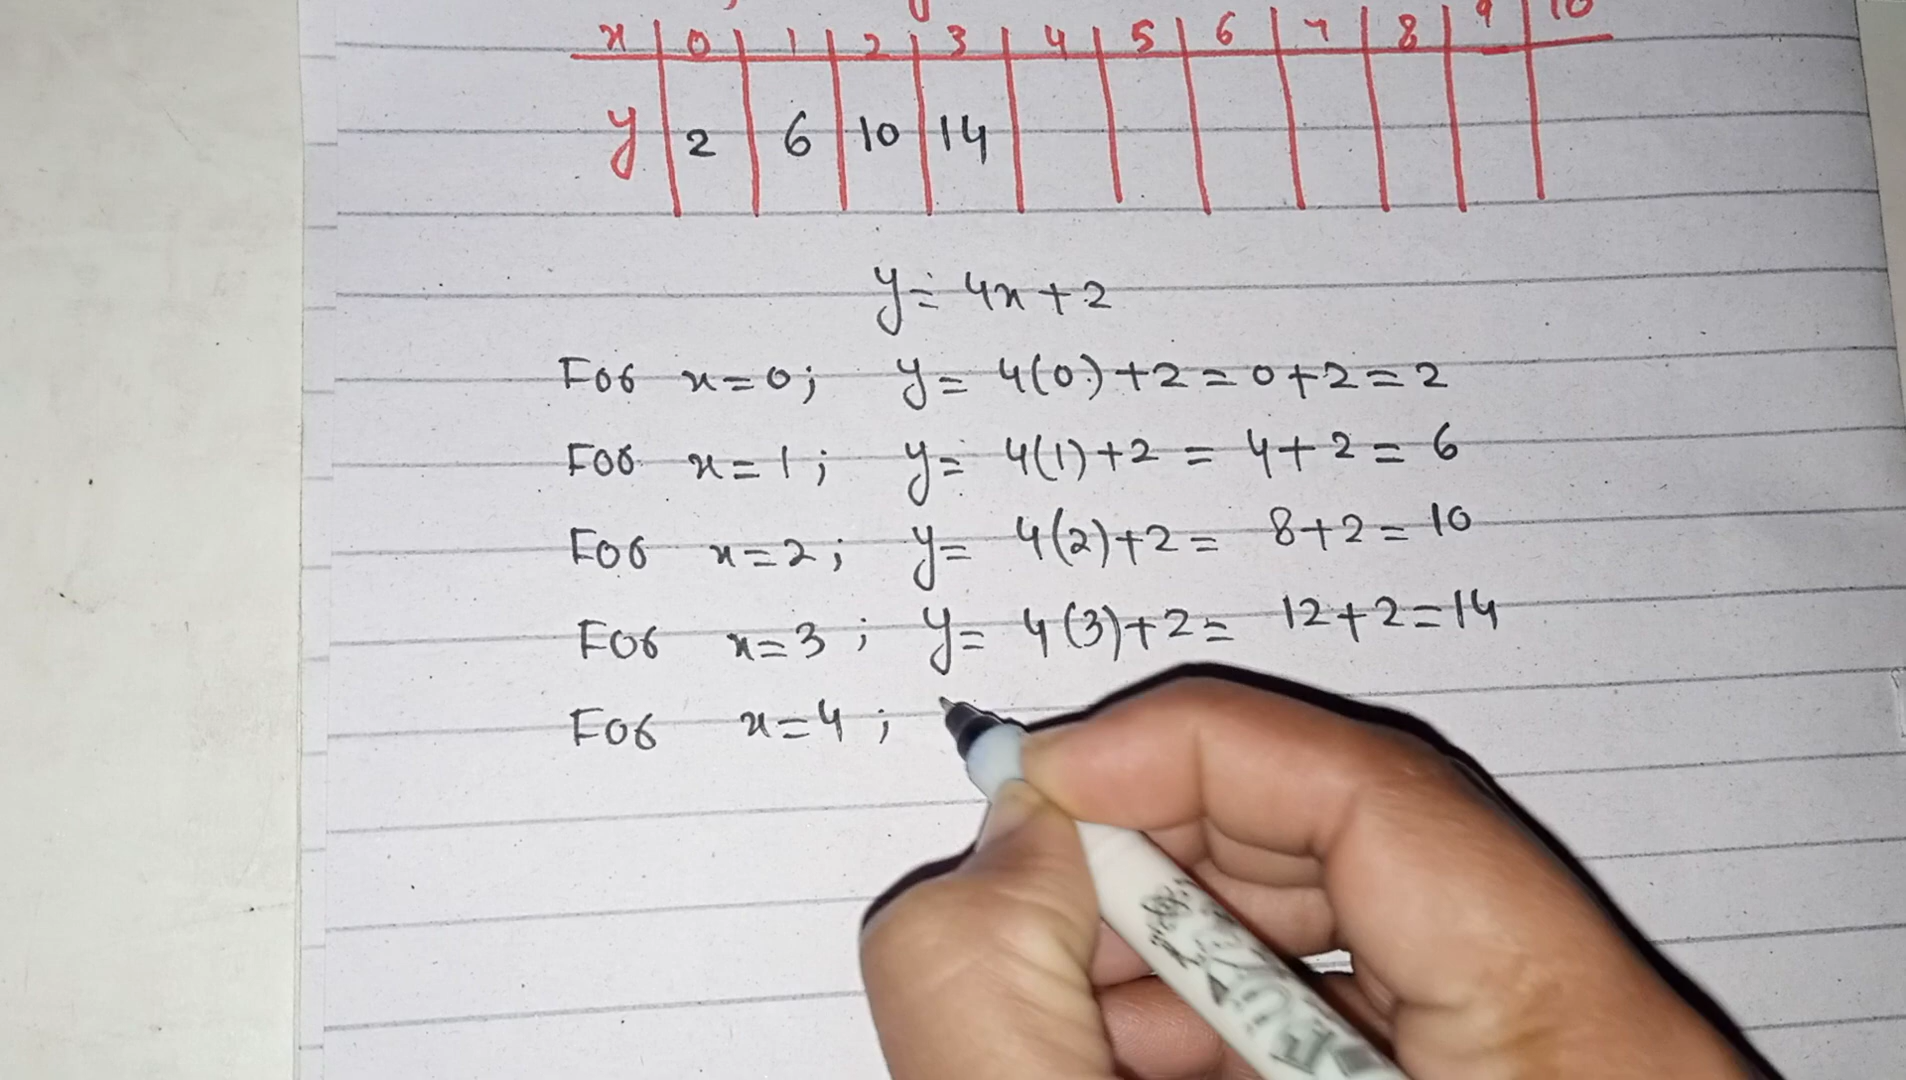 x 0 1 2 3 4 5 6 7 8 9 10
y 2 6 10 14
y = 4x + 2
For x = 0; y = 4(0) + 2 = 0 + 2 = 2
For x = 1; y = 4(1) + 2 = 4 + 2 = 6
For x = 2; y = 4(2) + 2 = 8 + 2 = 10
For x = 3; y = 4(3) + 2 = 12 + 2 = 14
For x = 4;